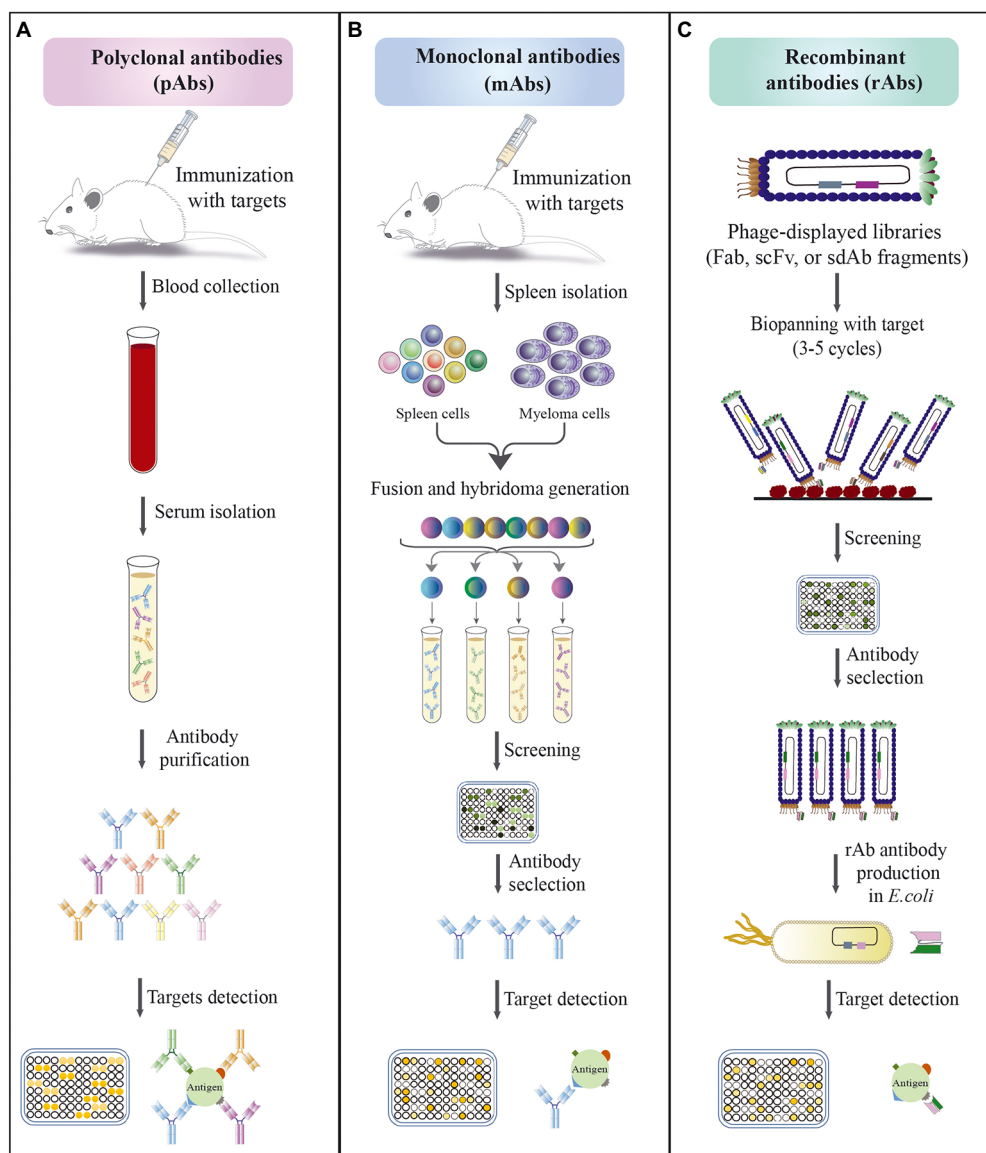 A
Polyclonal antibodies
(pAbs)
Immunization
with targets
Blood collection
Serum isolation
Antibody
purification
Targets detection
Antigen
B
Monoclonal antibodies
(mAbs)
Immunization
with targets
Spleen isolation
Spleen cells
Myeloma cells
Fusion and hybridoma generation
Screening
Antibody
seclection
Target detection
Antigen
C
Recombinant
antibodies (rAbs)
Phage-displayed libraries
(Fab, scFv, or sdAb fragments)
Biopanning with target
(3-5 cycles)
Screening
Antibody
seclection
rAb antibody
production
in E.coli
Target detection
Antigen